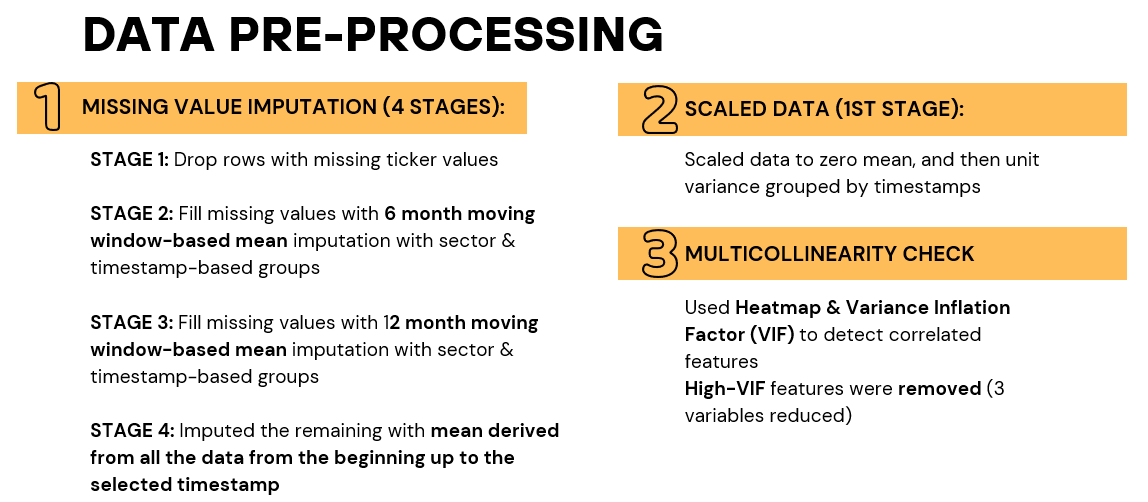 DATA PRE-PROCESSING
1 MISSING VALUE IMPUTATION (4 STAGES):
STAGE 1: Drop rows with missing ticker values
STAGE 2: Fill missing values with 6 month moving
window-based mean imputation with sector &
timestamp-based groups
STAGE 3: Fill missing values with 12 month moving
window-based mean imputation with sector &
timestamp-based groups
STAGE 4: Imputed the remaining with mean derived
from all the data from the beginning up to the
selected timestamp
2 SCALED DATA (1ST STAGE):
Scaled data to zero mean, and then unit
variance grouped by timestamps
3 MULTICOLLINEARITY CHECK
Used Heatmap & Variance Inflation
Factor (VIF) to detect correlated
features
High-VIF features were removed (3
variables reduced)